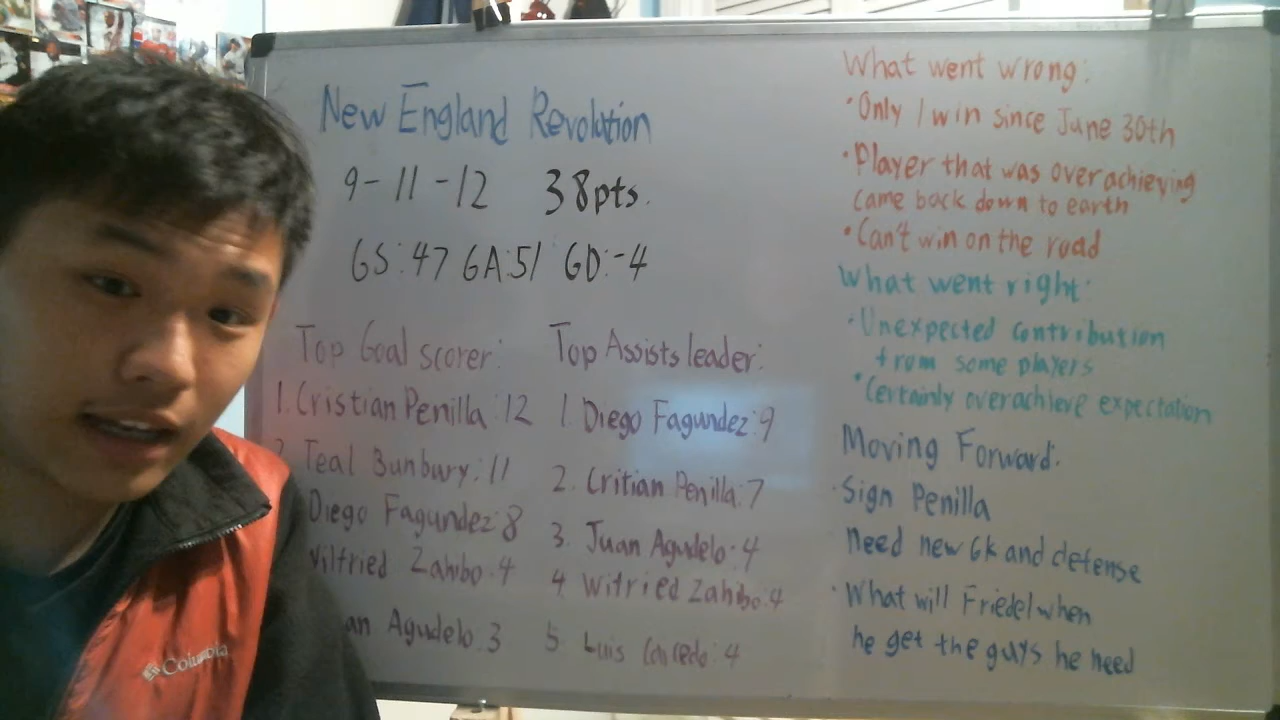 New England Revolution
9-11-12 38pts.
GS:47 GA:51 GD:-4
Top Goal scorer:
1. Cristian Penilla:12
2. Teal Bunbury:11
Diego Fagundez:8
Wilfried Zahibo.4
an Agudelo.3
Top Assists leader:
1. Diego Fagundez:9
2. Critian Penilla:7
3. Juan Agudelo.4
4 Wilfried Zahibo.4
5. Luis :4
What went wrong:
• Only 1 win since June 30th
• Player that was overachieving
came back down to earth
• Can't win on the road
What went right:
• Unexpected contribution
from some players
• Certainly overachieve expectation
Moving Forward:
• Sign Penilla
Need new GK and defense
• What will Friedel when
he get the guys he need
Columbia